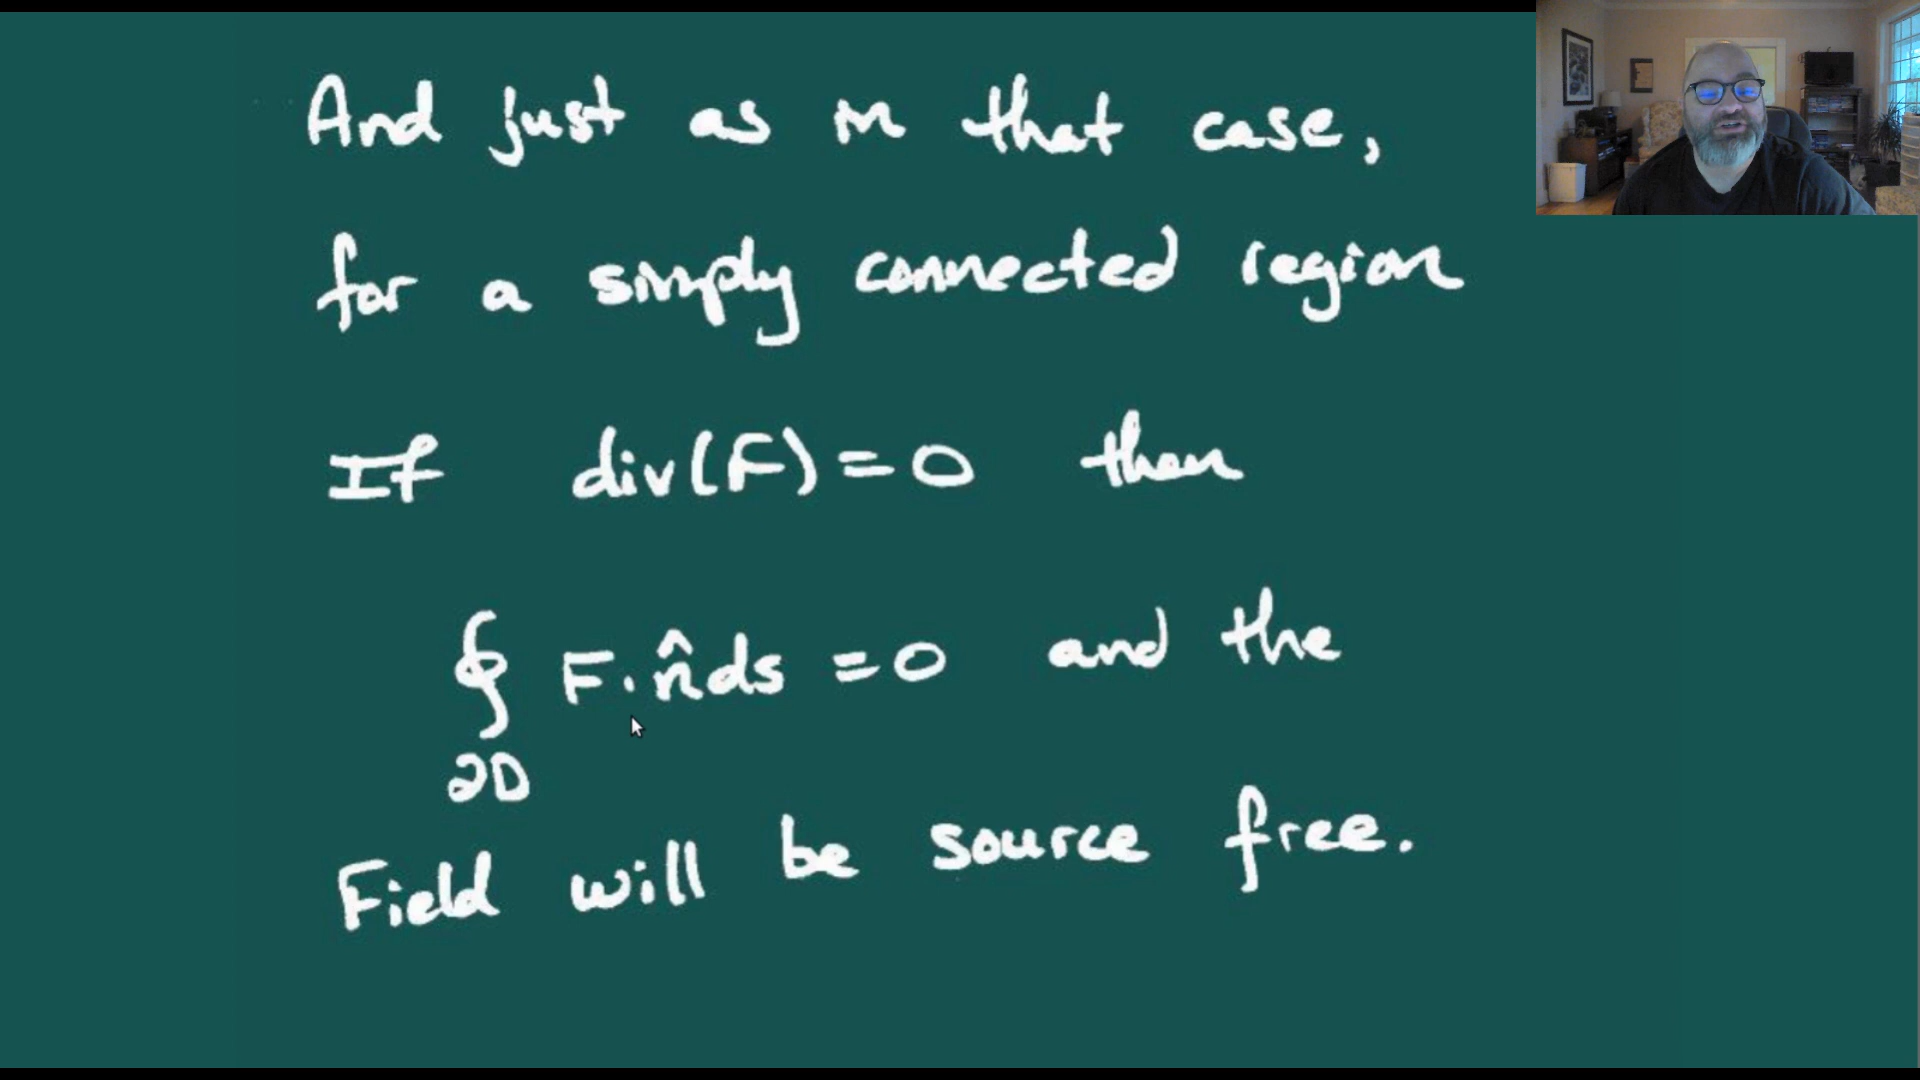 And just as in that case,
for a simply connected region
If div(F)=0 then
∮ F·n̂ds =0 and the
∂D
Field will be source free.